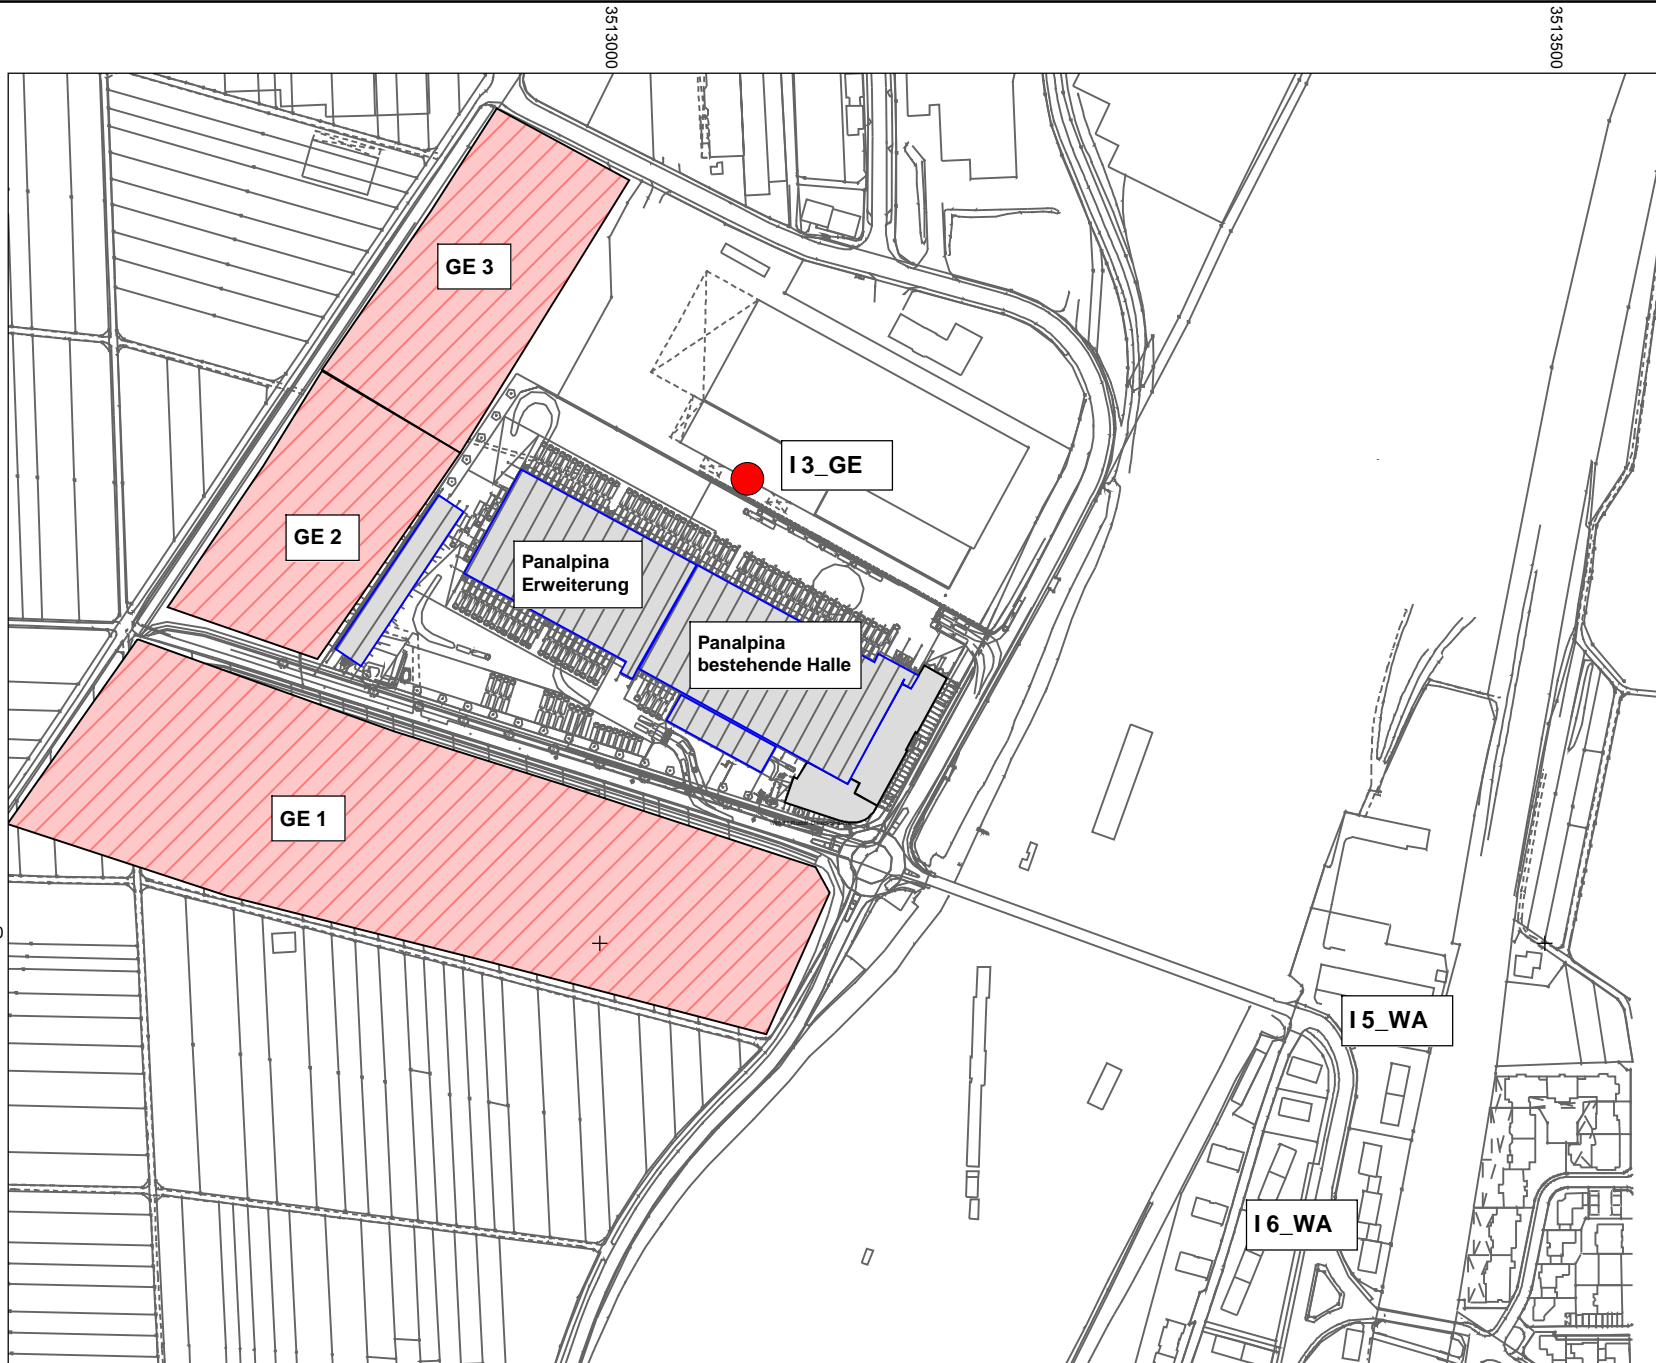 3513000
3513500
GE 3
I 3_GE
GE 2
Panalpina
Erweiterung
Panalpina
bestehende Halle
GE 1
I 5_WA
I 6_WA